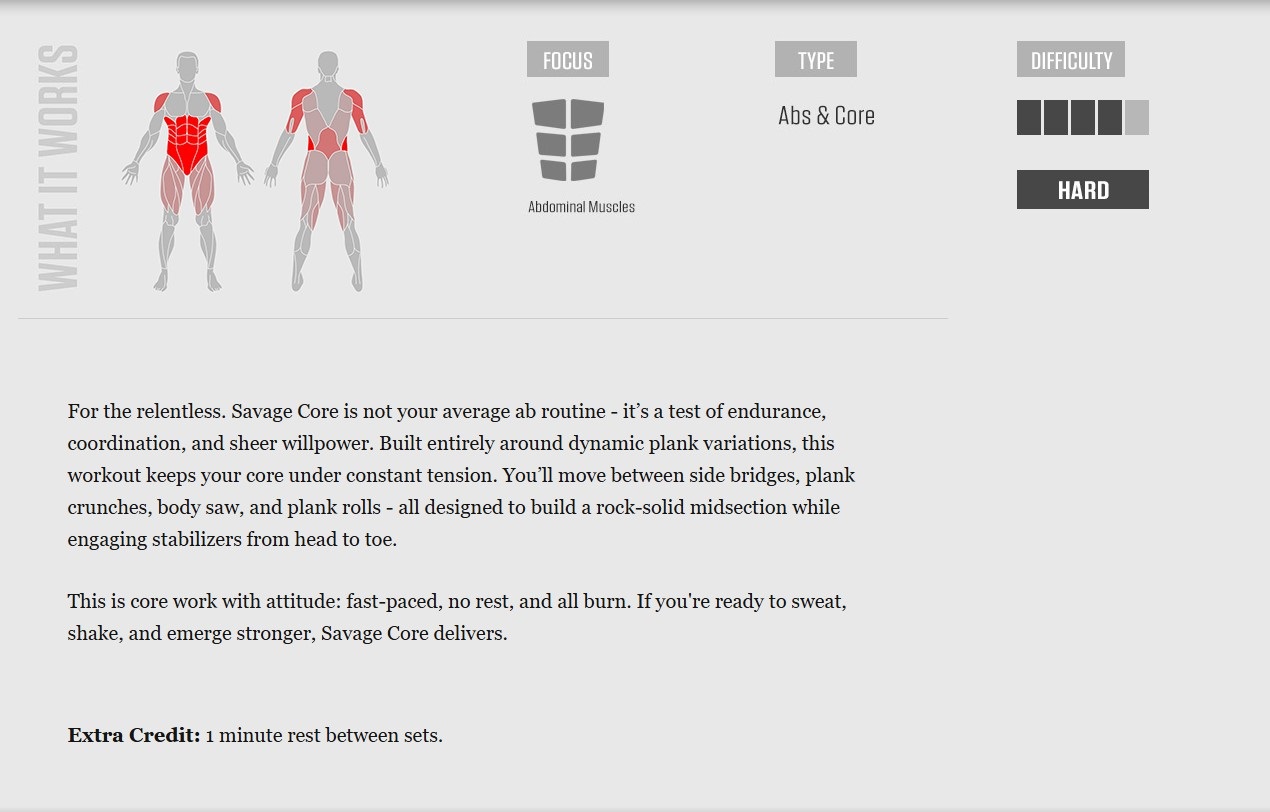 WHAT IT WORKS
FOCUS
Abdominal Muscles
TYPE
Abs & Core
DIFFICULTY
HARD
For the relentless. Savage Core is not your average ab routine - it’s a test of endurance,
coordination, and sheer willpower. Built entirely around dynamic plank variations, this
workout keeps your core under constant tension. You’ll move between side bridges, plank
crunches, body saw, and plank rolls - all designed to build a rock-solid midsection while
engaging stabilizers from head to toe.
This is core work with attitude: fast-paced, no rest, and all burn. If you're ready to sweat,
shake, and emerge stronger, Savage Core delivers.
Extra Credit: 1 minute rest between sets.